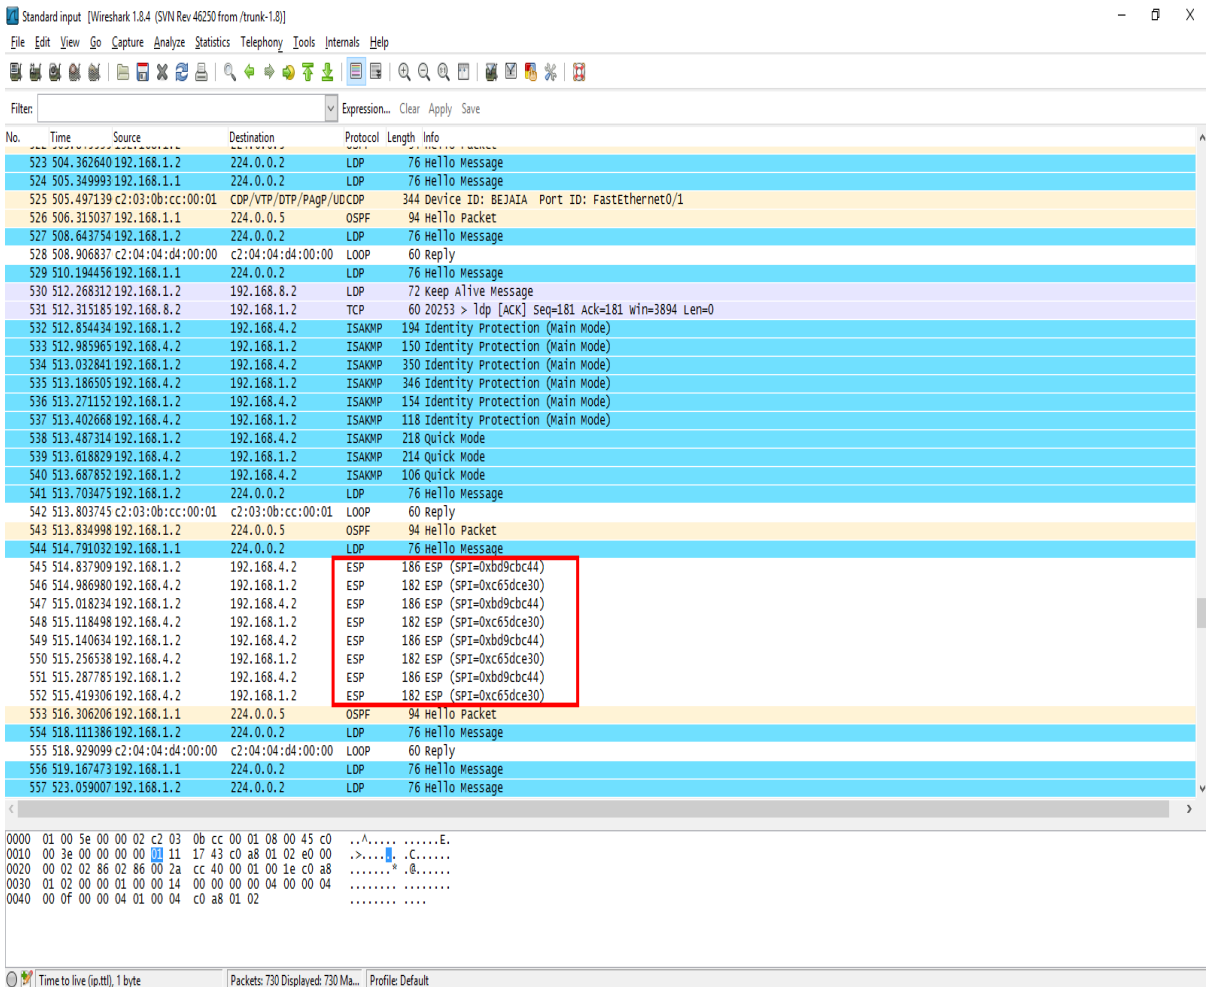 Standard input [Wireshark 1.8.4 (SVN Rev 46250 from /trunk-1.8)]
File Edit View Go Capture Analyze Statistics Telephony Tools Internals Help
Filter: Expression... Clear Apply Save
No. Time Source Destination Protocol Length Info
523 504.362640 192.168.1.2 224.0.0.2 LDP 76 Hello Message
524 505.349993 192.168.1.1 224.0.0.2 LDP 76 Hello Message
525 505.497139 c2:03:0b:cc:00:01 CDP/VTP/DTP/PAgP/UDCDP 344 Device ID: BEJAIA Port ID: FastEthernet0/1
526 506.315037 192.168.1.1 224.0.0.5 OSPF 94 Hello Packet
527 508.643754 192.168.1.2 224.0.0.2 LDP 76 Hello Message
528 508.906837 c2:04:04:d4:00:00 c2:04:04:d4:00:00 LOOP 60 Reply
529 510.194456 192.168.1.1 224.0.0.2 LDP 76 Hello Message
530 512.268312 192.168.1.2 192.168.8.2 LDP 72 Keep Alive Message
531 512.315185 192.168.8.2 192.168.1.2 TCP 60 20253 > ldp [ACK] Seq=181 Ack=181 Win=3894 Len=0
532 512.854434 192.168.1.2 192.168.4.2 ISAKMP 194 Identity Protection (Main Mode)
533 512.985965 192.168.4.2 192.168.1.2 ISAKMP 150 Identity Protection (Main Mode)
534 513.032841 192.168.1.2 192.168.4.2 ISAKMP 350 Identity Protection (Main Mode)
535 513.186505 192.168.4.2 192.168.1.2 ISAKMP 346 Identity Protection (Main Mode)
536 513.271152 192.168.1.2 192.168.4.2 ISAKMP 154 Identity Protection (Main Mode)
537 513.402668 192.168.4.2 192.168.1.2 ISAKMP 118 Identity Protection (Main Mode)
538 513.487314 192.168.1.2 192.168.4.2 ISAKMP 218 Quick Mode
539 513.618829 192.168.4.2 192.168.1.2 ISAKMP 214 Quick Mode
540 513.687852 192.168.1.2 192.168.4.2 ISAKMP 106 Quick Mode
541 513.703475 192.168.1.2 224.0.0.2 LDP 76 Hello Message
542 513.803745 c2:03:0b:cc:00:01 c2:03:0b:cc:00:01 LOOP 60 Reply
543 513.834998 192.168.1.2 224.0.0.5 OSPF 94 Hello Packet
544 514.791032 192.168.1.1 224.0.0.2 LDP 76 Hello Message
545 514.837909 192.168.1.2 192.168.4.2 ESP 186 ESP (SPI=0xbd9cbc44)
546 514.986980 192.168.4.2 192.168.1.2 ESP 182 ESP (SPI=0xc65dce30)
547 515.018234 192.168.1.2 192.168.4.2 ESP 186 ESP (SPI=0xbd9cbc44)
548 515.118498 192.168.4.2 192.168.1.2 ESP 182 ESP (SPI=0xc65dce30)
549 515.140634 192.168.1.2 192.168.4.2 ESP 186 ESP (SPI=0xbd9cbc44)
550 515.256538 192.168.4.2 192.168.1.2 ESP 182 ESP (SPI=0xc65dce30)
551 515.287785 192.168.1.2 192.168.4.2 ESP 186 ESP (SPI=0xbd9cbc44)
552 515.419306 192.168.4.2 192.168.1.2 ESP 182 ESP (SPI=0xc65dce30)
553 516.306206 192.168.1.1 224.0.0.5 OSPF 94 Hello Packet
554 518.111386 192.168.1.2 224.0.0.2 LDP 76 Hello Message
555 518.929099 c2:04:04:d4:00:00 c2:04:04:d4:00:00 LOOP 60 Reply
556 519.167473 192.168.1.1 224.0.0.2 LDP 76 Hello Message
557 523.059007 192.168.1.2 224.0.0.2 LDP 76 Hello Message
0000 01 00 5e 00 00 02 c2 03 0b cc 00 01 08 00 45 c0 ..^..... ......E.
0010 00 3e 00 00 00 00 01 11 17 43 c0 a8 01 02 e0 00 .>...... .C......
0020 00 02 02 86 02 86 00 2a cc 40 00 01 00 1e c0 a8 .......* .@......
0030 01 02 00 00 01 00 00 14 00 00 00 00 04 00 00 04 ........ ........
0040 00 0f 00 00 04 01 00 04 c0 a8 01 02 ........ ....
Time to live (ip.ttl), 1 byte Packets: 730 Displayed: 730 Ma... Profile: Default